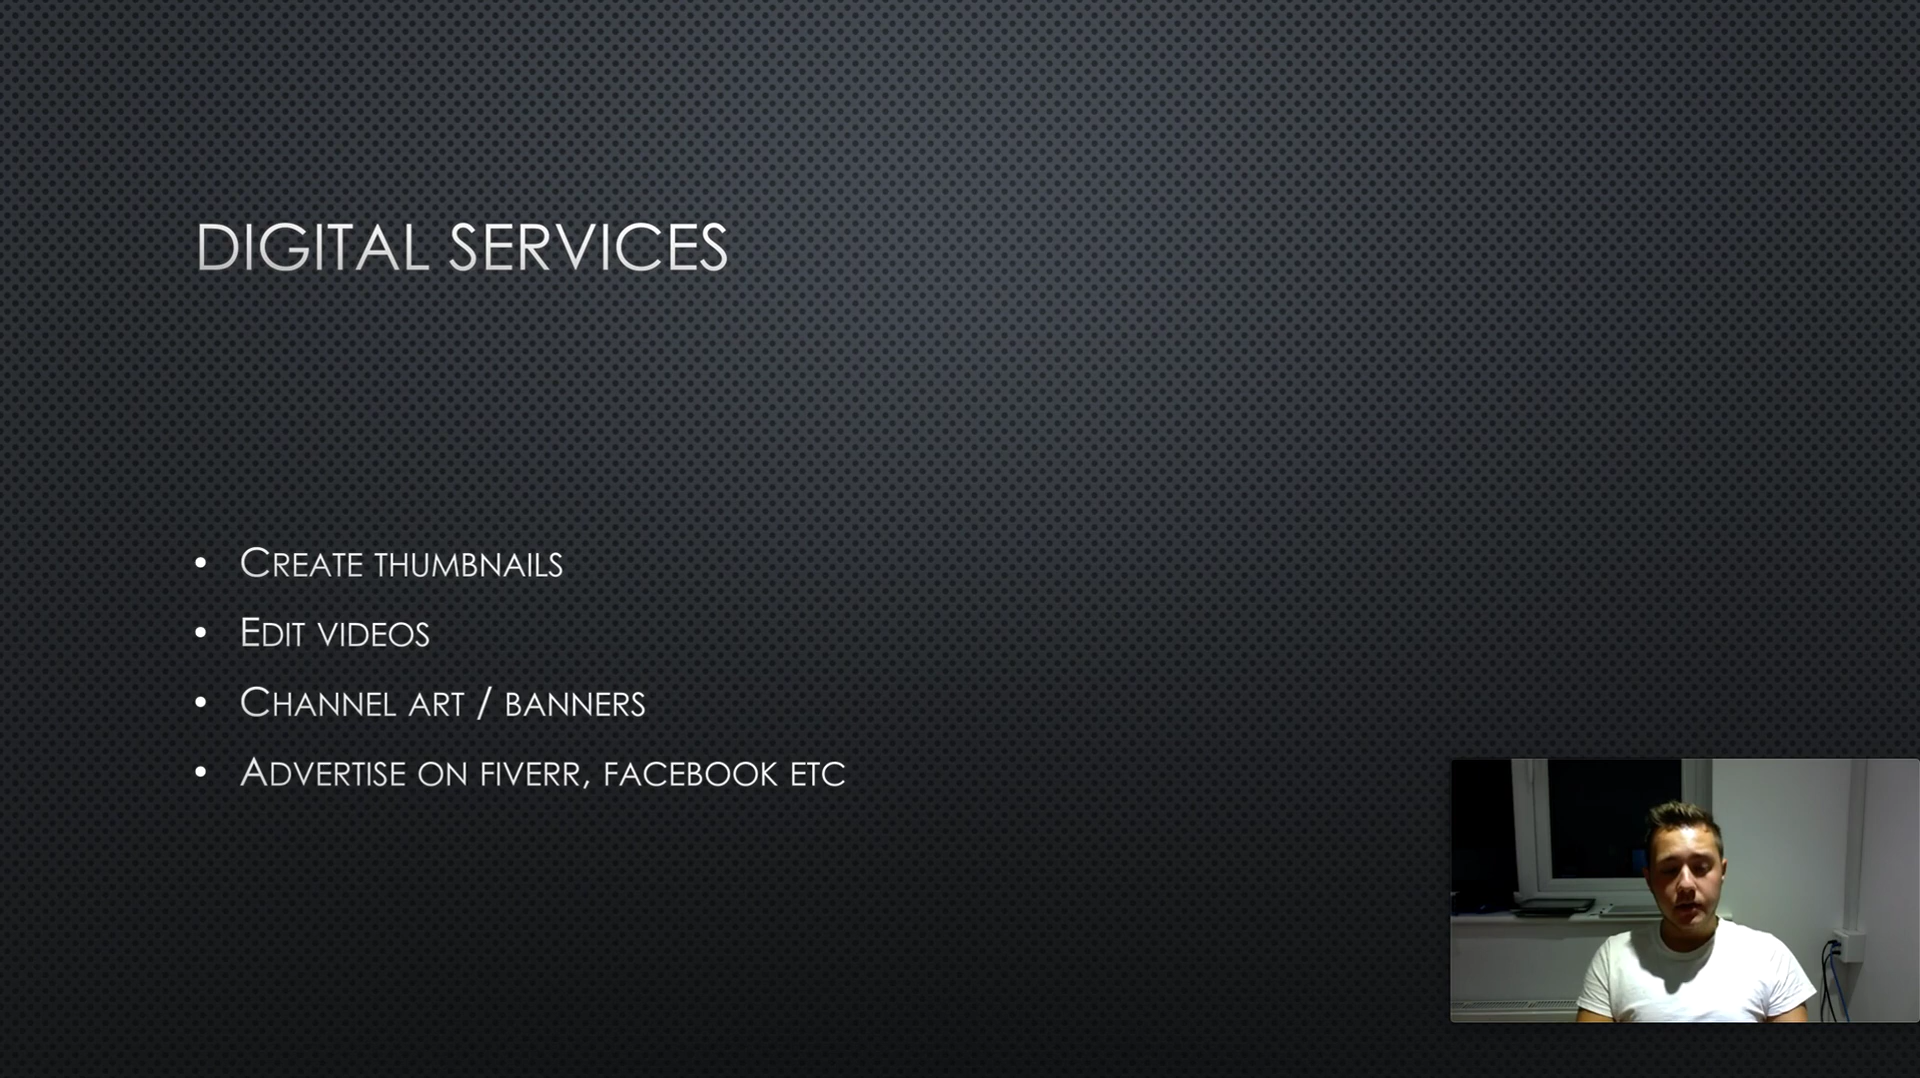 DIGITAL SERVICES
• CREATE THUMBNAILS
• EDIT VIDEOS
• CHANNEL ART / BANNERS
• ADVERTISE ON FIVERR, FACEBOOK ETC